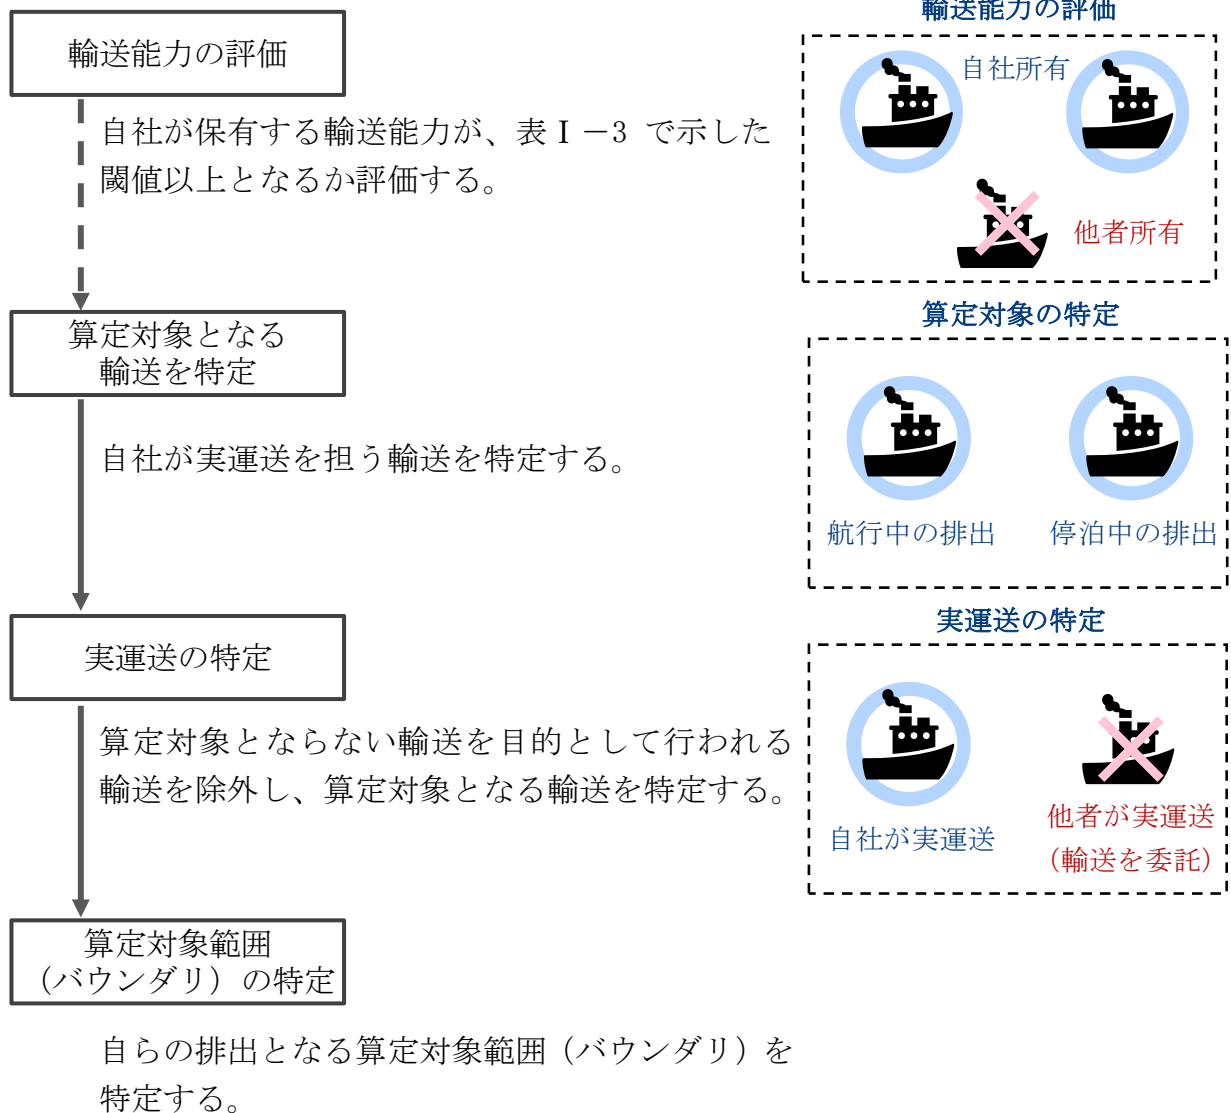 輸送能力の評価
自社が保有する輸送能力が、表Ⅰ－3 で示した
閾値以上となるか評価する。
算定対象となる
輸送を特定
自社が実運送を担う輸送を特定する。
実運送の特定
算定対象とならない輸送を目的として行われる
輸送を除外し、算定対象となる輸送を特定する。
算定対象範囲
（バウンダリ）の特定
自らの排出となる算定対象範囲（バウンダリ）を
特定する。
輸送能力の評価
自社所有
他者所有
算定対象の特定
航行中の排出
停泊中の排出
実運送の特定
自社が実運送
他者が実運送
（輸送を委託）